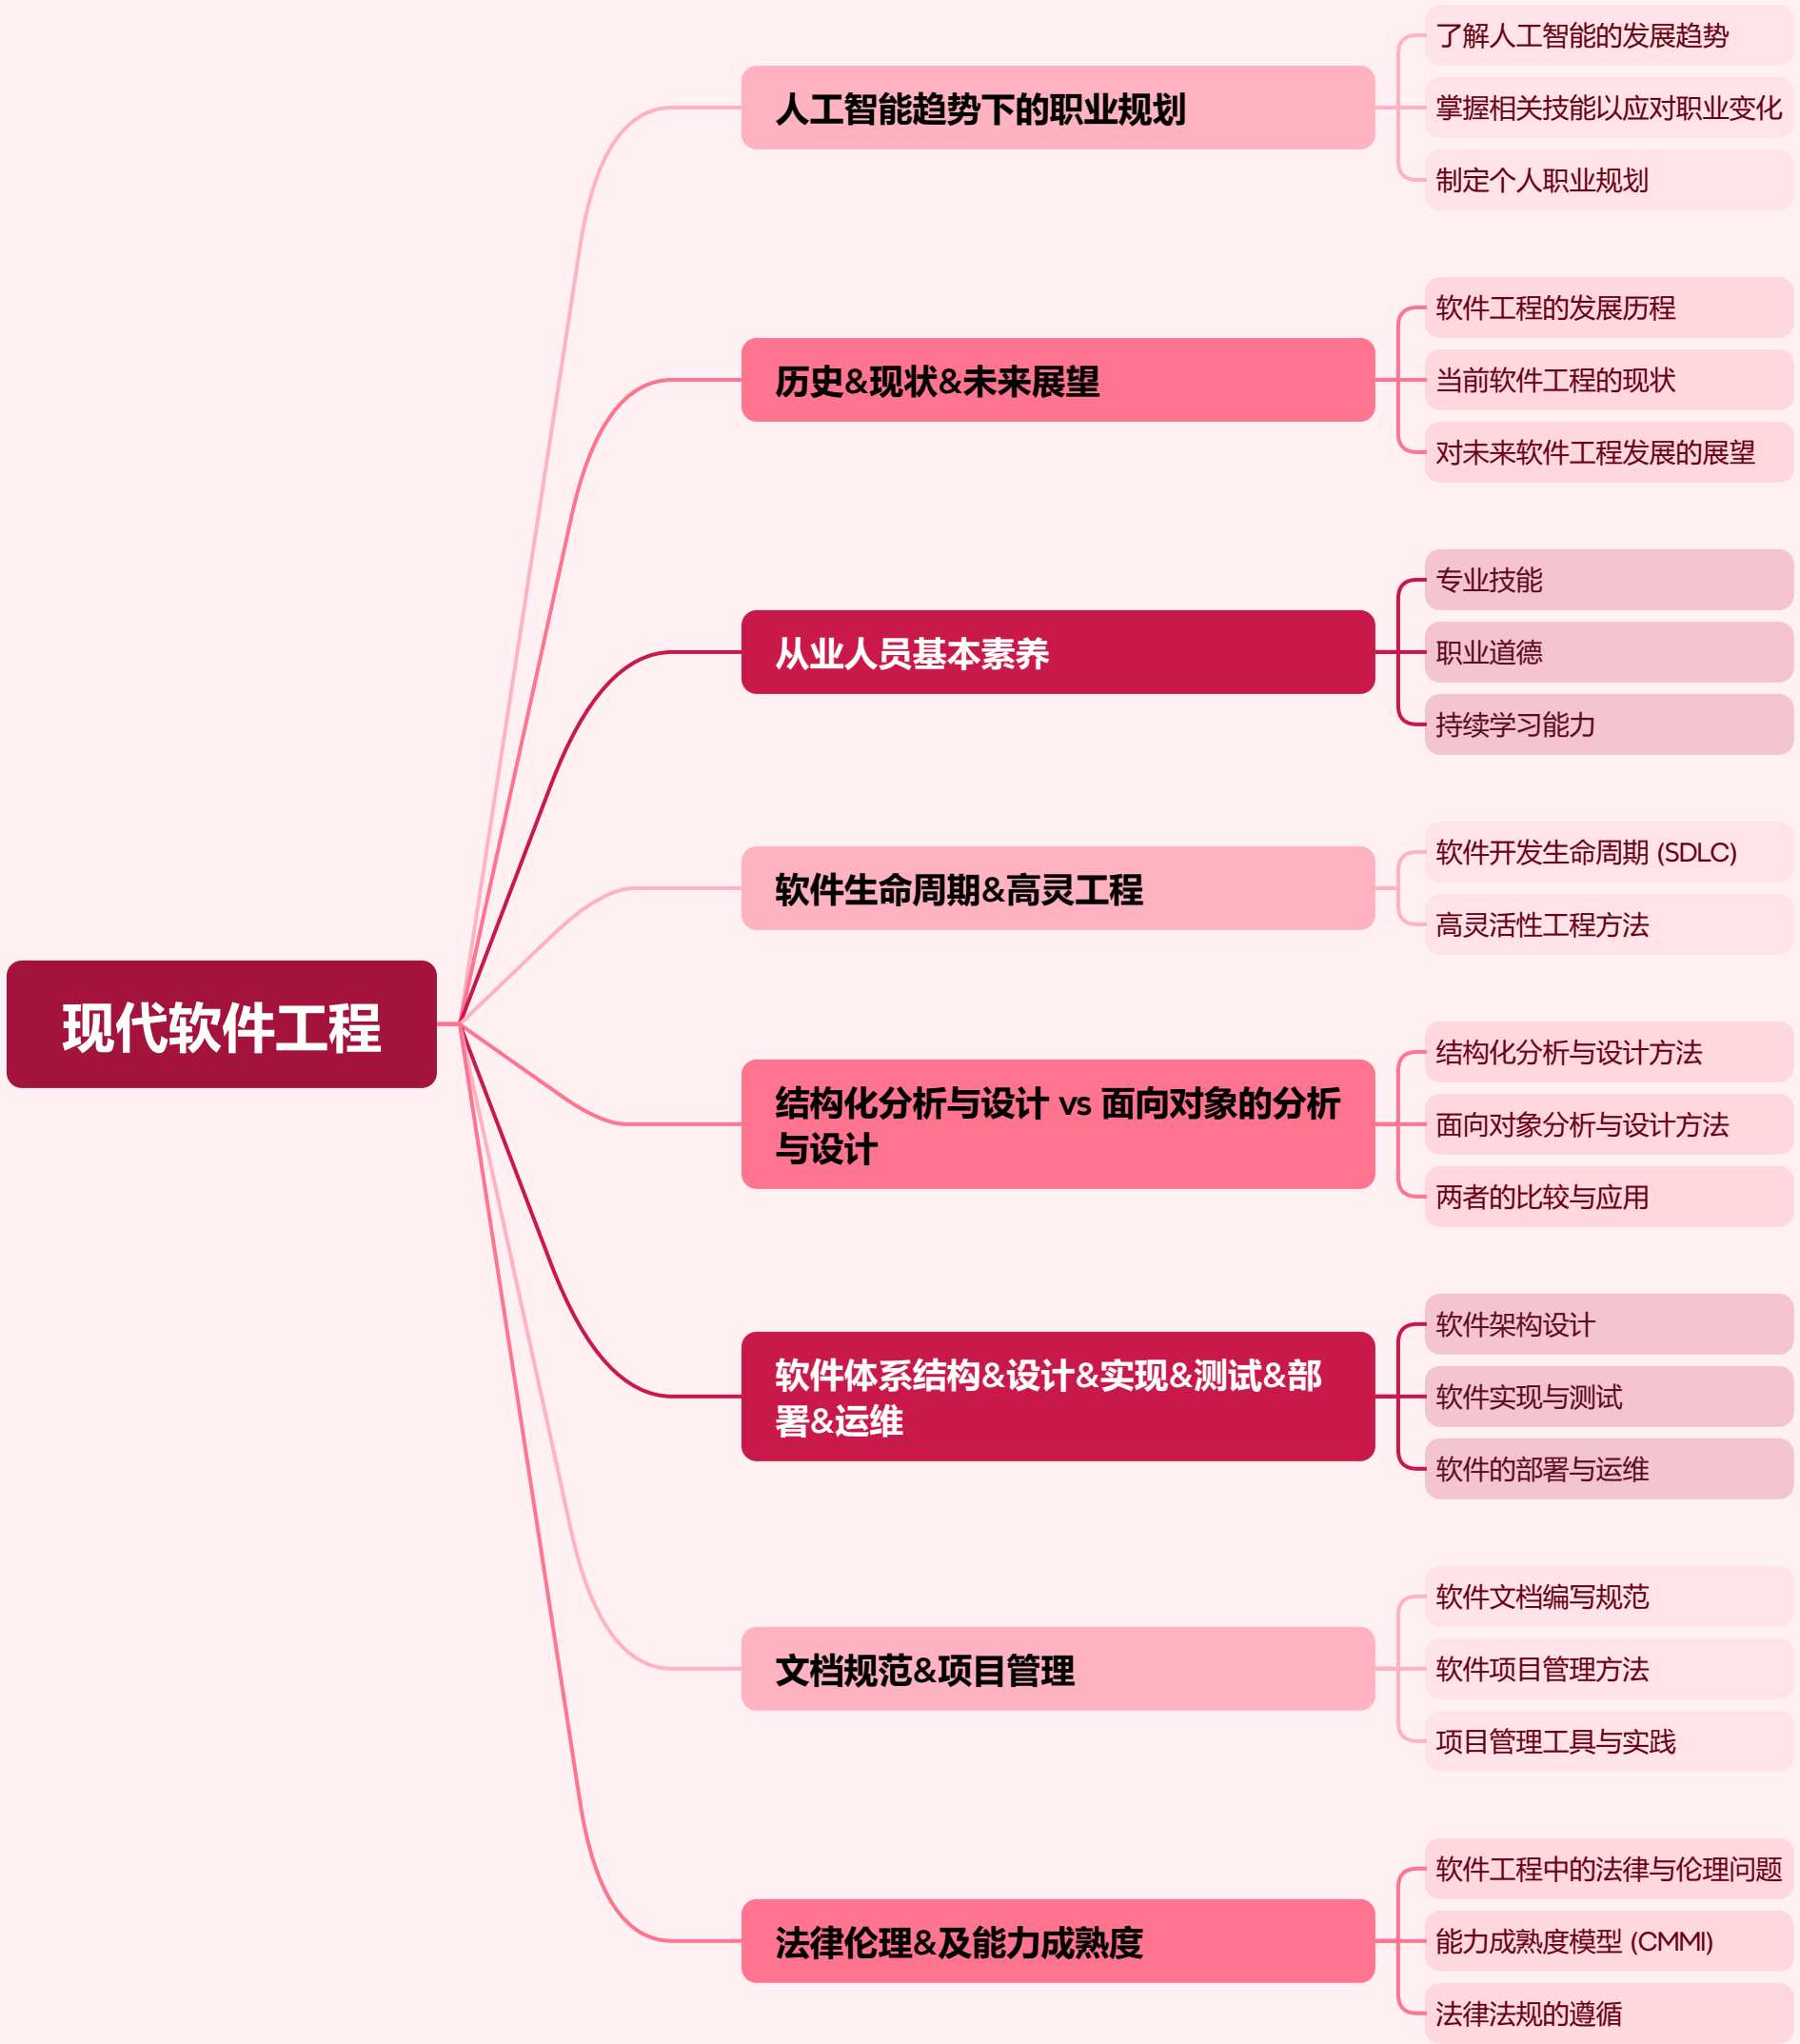 现代软件工程
人工智能趋势下的职业规划
了解人工智能的发展趋势
掌握相关技能以应对职业变化
制定个人职业规划
历史&现状&未来展望
软件工程的发展历程
当前软件工程的现状
对未来软件工程发展的展望
从业人员基本素养
专业技能
职业道德
持续学习能力
软件生命周期&高灵工程
软件开发生命周期 (SDLC)
高灵活性工程方法
结构化分析与设计 vs 面向对象的分析
与设计
结构化分析与设计方法
面向对象分析与设计方法
两者的比较与应用
软件体系结构&设计&实现&测试&部
署&运维
软件架构设计
软件实现与测试
软件的部署与运维
文档规范&项目管理
软件文档编写规范
软件项目管理方法
项目管理工具与实践
法律伦理&及能力成熟度
软件工程中的法律与伦理问题
能力成熟度模型 (CMMI)
法律法规的遵循